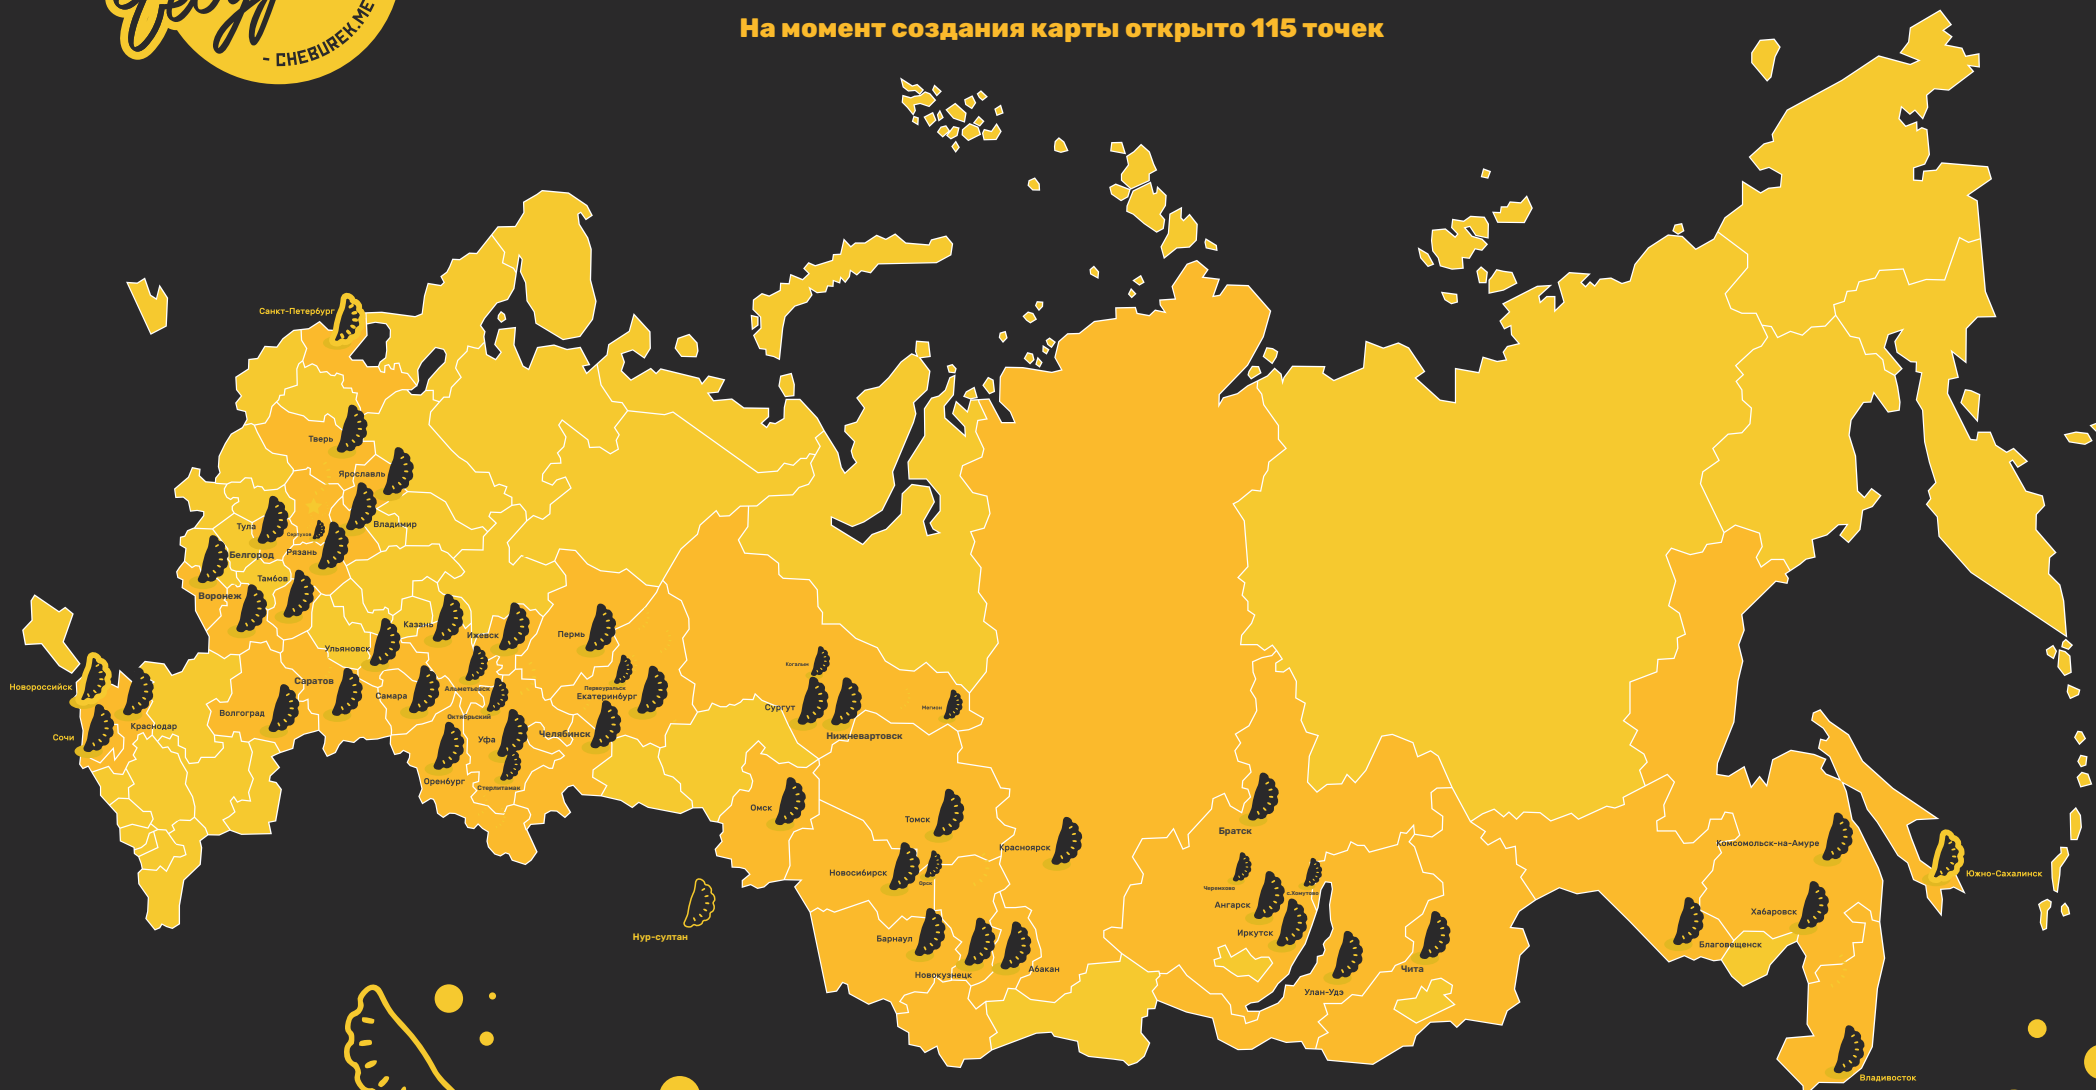 - CHEBUREK.ME
На момент создания карты открыто 115 точек
Санкт-Петербург
Тверь
Ярославль
Владимир
Тула
Серпухов
Белгород
Рязань
Тамбов
Воронеж
Казань
Ижевск
Пермь
Ульяновск
Когалым
Новороссийск
Саратов
Самара
Альметьевск
Первоуральск
Екатеринбург
Сургут
Мегион
Волгоград
Краснодар
Октябрьский
Сочи
Уфа
Челябинск
Нижневартовск
Оренбург
Стерлитамак
Омск
Томск
Братск
Красноярск
Комсомольск-на-Амуре
Новосибирск
Орск
Черемхово
с.Хомутово
Южно-Сахалинск
Ангарск
Хабаровск
Иркутск
Нур-султан
Барнаул
Благовещенск
Новокузнецк
Абакан
Чита
Улан-Удэ
Владивосток